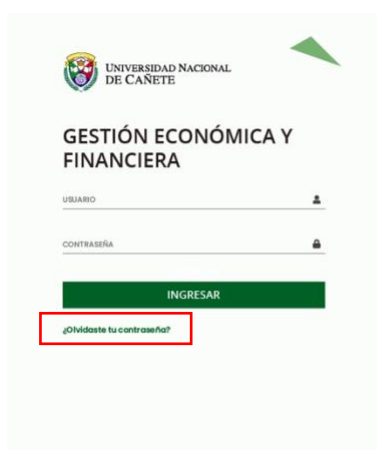 UNIVERSIDAD NACIONAL
DE CAÑETE
GESTIÓN ECONÓMICA Y
FINANCIERA
USUARIO
CONTRASEÑA
INGRESAR
¿Olvidaste tu contraseña?